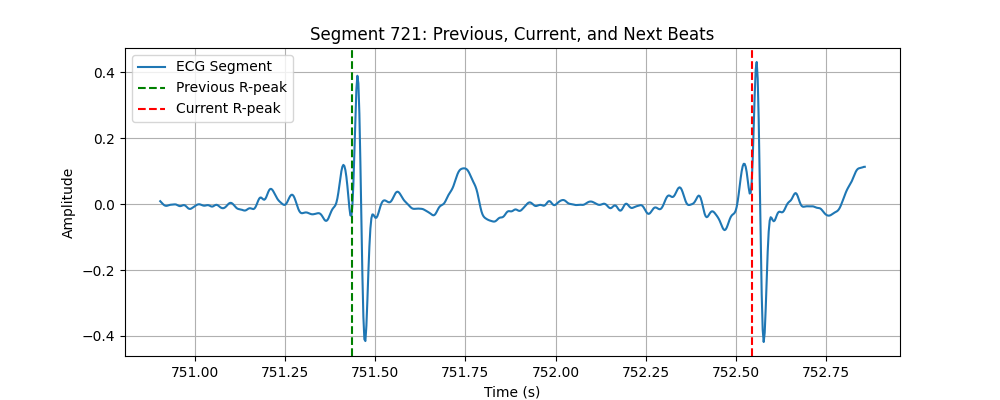 Segment 721: Previous, Current, and Next Beats
ECG Segment
Previous R-peak
Current R-peak
Amplitude
0.4
0.2
0.0
−0.2
−0.4
751.00 751.25 751.50 751.75 752.00 752.25 752.50 752.75
Time (s)